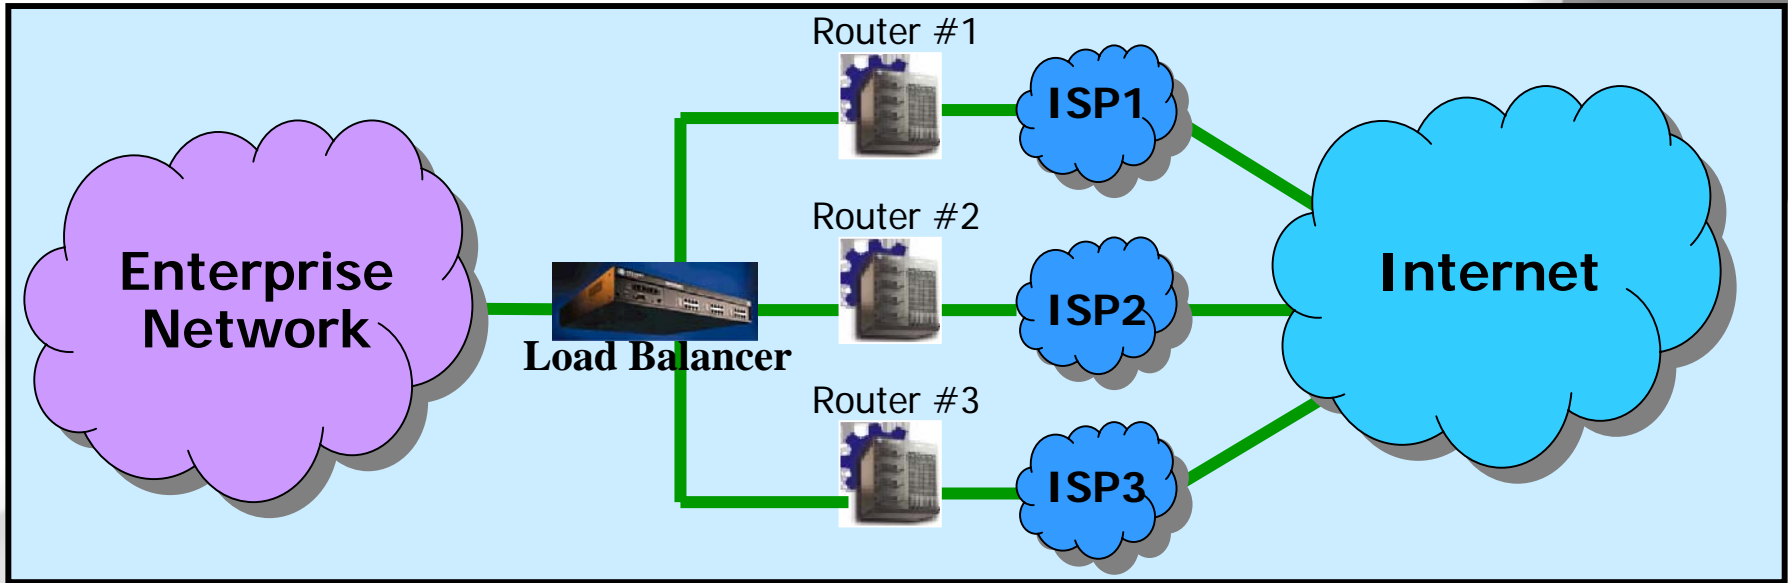 Router #1
ISP1
Router #2
Enterprise
Network
Internet
ISP2
Load Balancer
Router #3
ISP3